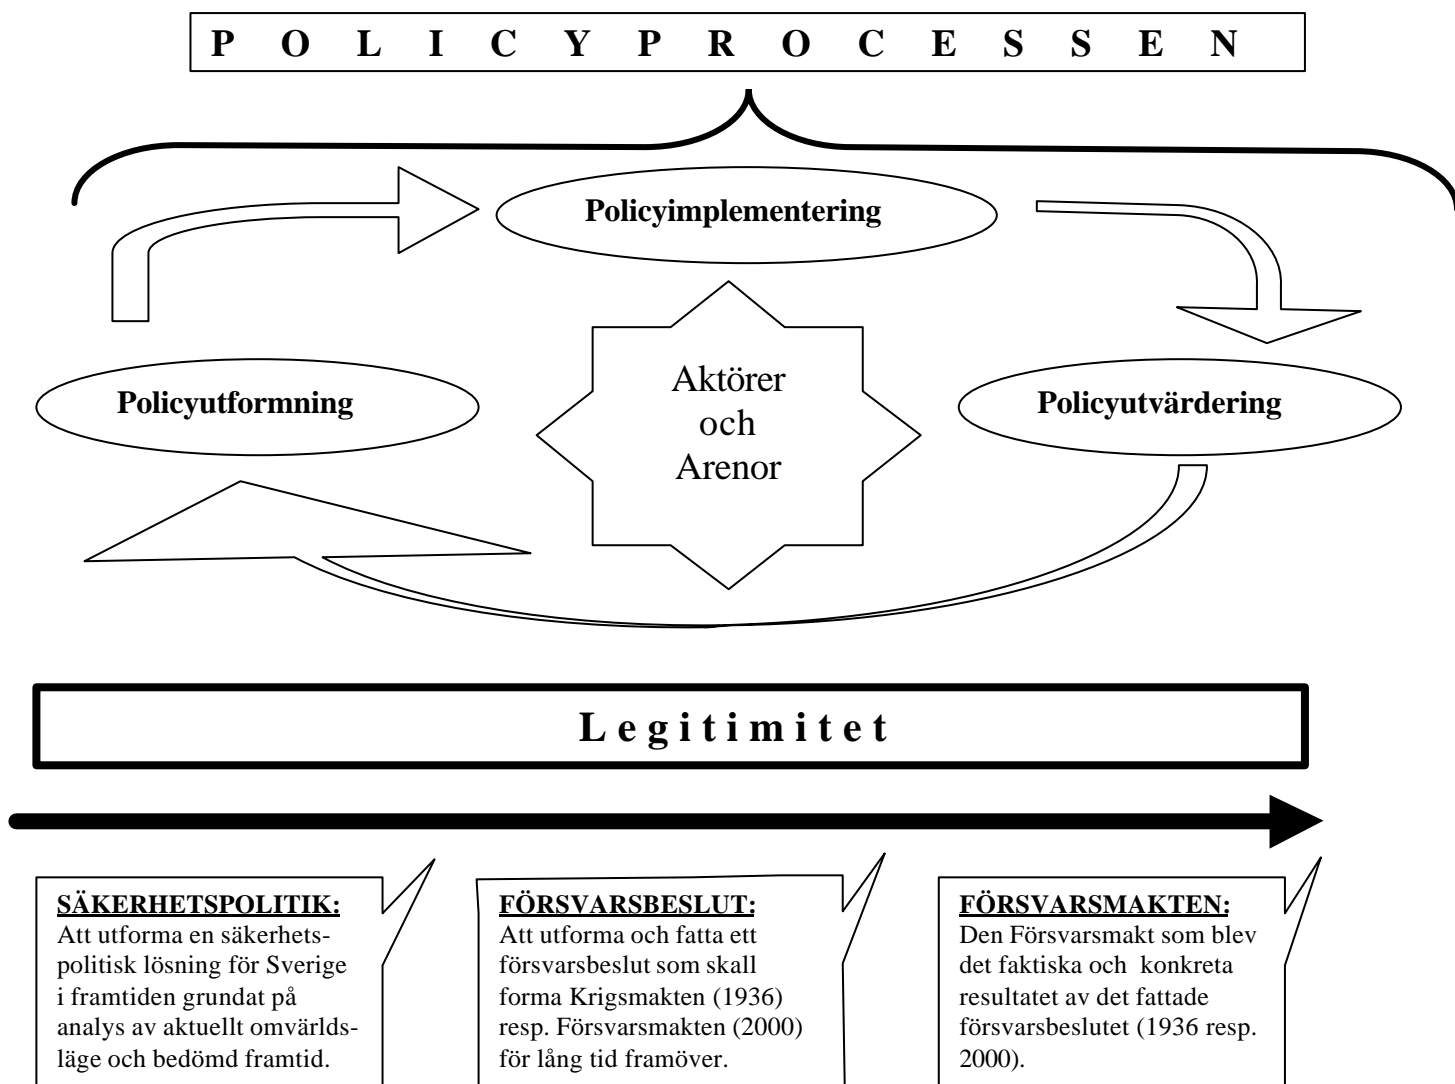 P O L I C Y P R O C E S S E N
Policyimplementering
Policyutformning
Aktörer
och
Arenor
Policyutvärdering
Legitimitet
SÄKERHETSPOLITIK:
Att utforma en säkerhets-
politisk lösning för Sverige
i framtiden grundat på
analys av aktuellt omvärlds-
läge och bedömd framtid.
FÖRSVARSBESLUT:
Att utforma och fatta ett
försvarsbeslut som skall
forma Krigsmakten (1936)
resp. Försvarsmakten (2000)
för lång tid framöver.
FÖRSVARSMAKTEN:
Den Försvarsmakt som blev
det faktiska och konkreta
resultatet av det fattade
försvarsbeslutet (1936 resp.
2000).